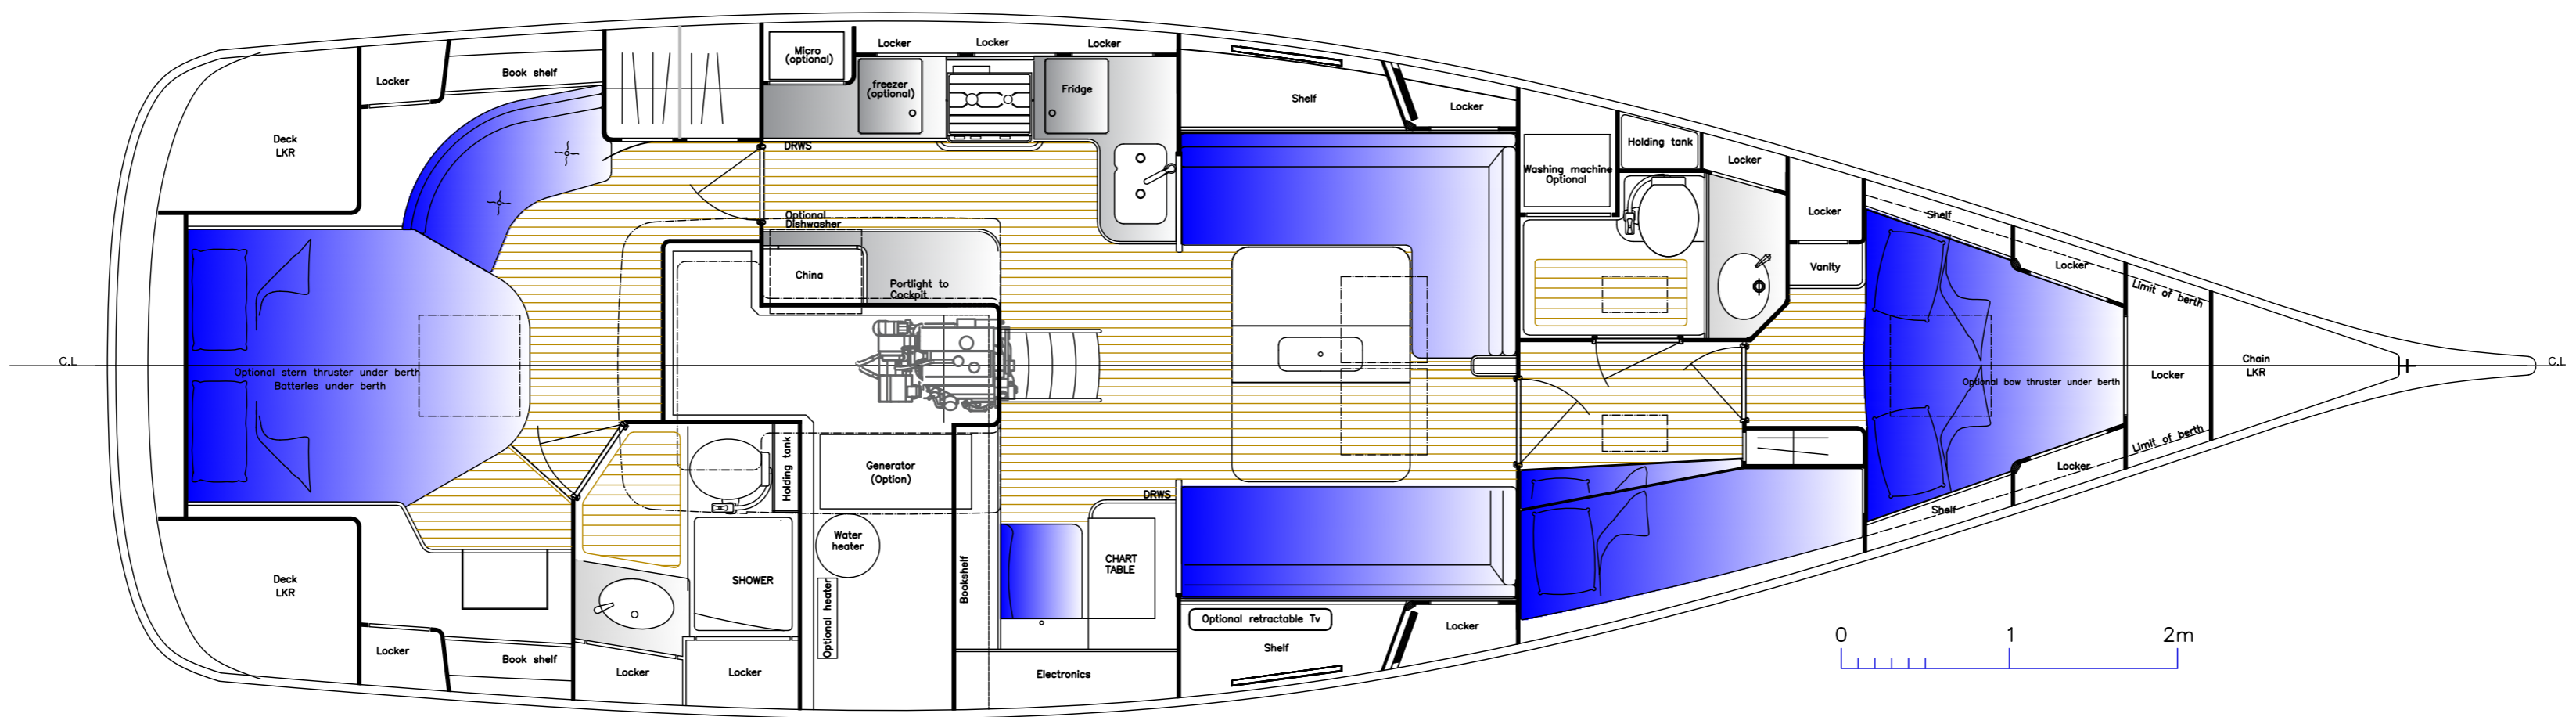 Micro
(optional)
Locker
Locker
Locker
Locker
Book shelf
freezer
(optional)
Fridge
Shelf
Locker
Deck
LKR
DRWS
Holding tank
Locker
Washing machine
Optional
Optional
Dishwasher
Locker
Shelf
China
Portlight to
Cockpit
Vanity
Locker
Limit of berth
C.L
Optional stern thruster under berth
Batteries under berth
Optional bow thruster under berth
Locker
Chain
LKR
C.L
Limit of berth
Holding tank
Generator
(Option)
Locker
DRWS
Shelf
Water
heater
CHART
TABLE
Bookshelf
Deck
LKR
SHOWER
Optional heater
Optional retractable Tv
Locker
Locker
Book shelf
Shelf
Locker
Locker
Electronics
0 1 2m